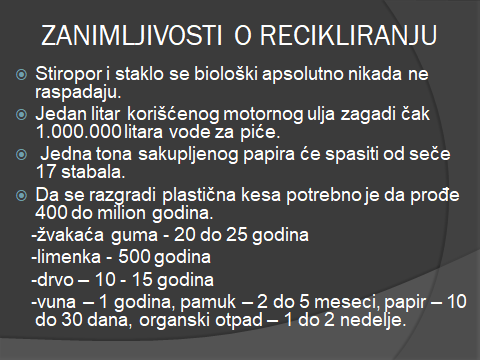 ZANIMLJIVOSTI O RECIKLIRANJU
Stiropor i staklo se biološki apsolutno nikada ne
raspadaju.
Jedan litar korišćenog motornog ulja zagadi čak
1.000.000 litara vode za piće.
Jedna tona sakupljenog papira će spasiti od seče
17 stabala.
Da se razgradi plastična kesa potrebno je da prođe
400 do milion godina.
-žvakaća guma - 20 do 25 godina
-limenka - 500 godina
-drvo – 10 - 15 godina
-vuna – 1 godina, pamuk – 2 do 5 meseci, papir – 10
do 30 dana, organski otpad – 1 do 2 nedelje.